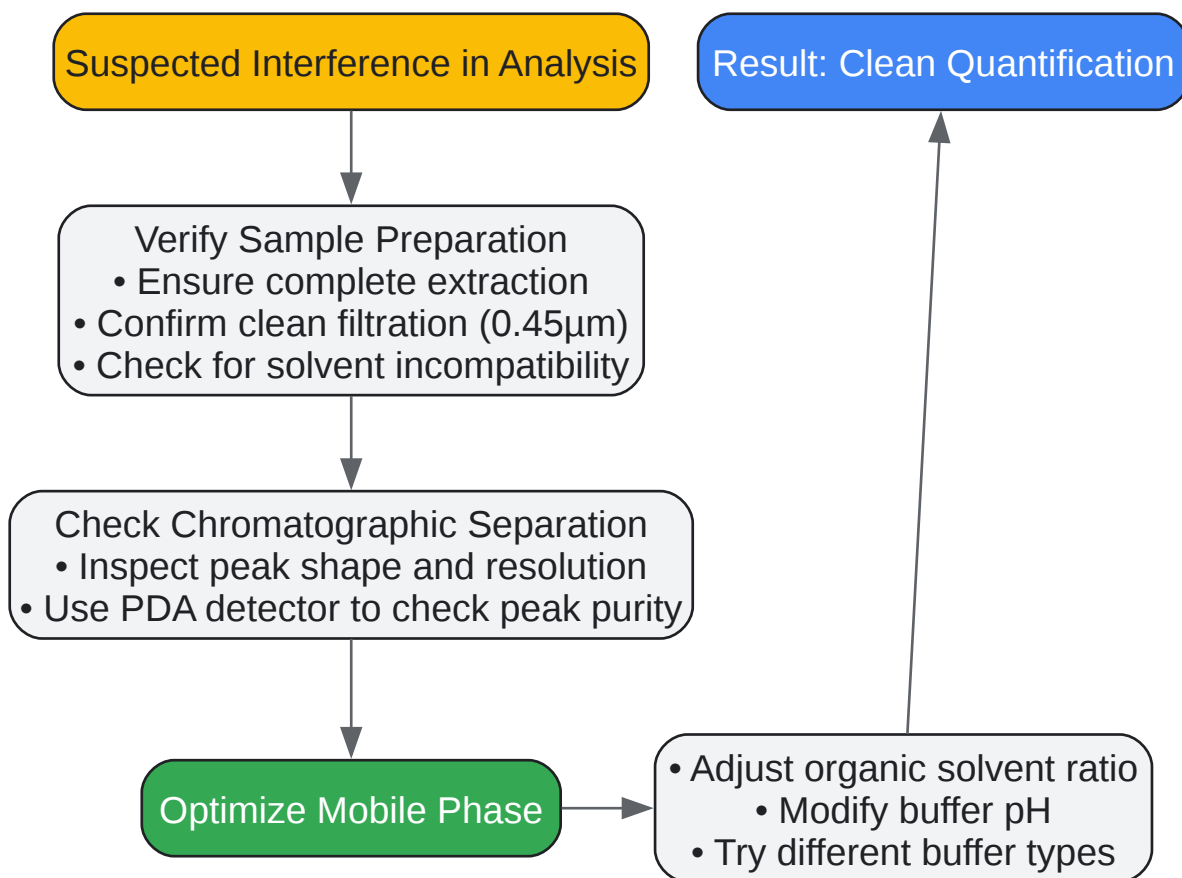 Suspected Interference in Analysis
Result: Clean Quantification
Verify Sample Preparation
• Ensure complete extraction
• Confirm clean filtration (0.45µm)
• Check for solvent incompatibility
Check Chromatographic Separation
• Inspect peak shape and resolution
• Use PDA detector to check peak purity
Optimize Mobile Phase
• Adjust organic solvent ratio
• Modify buffer pH
• Try different buffer types